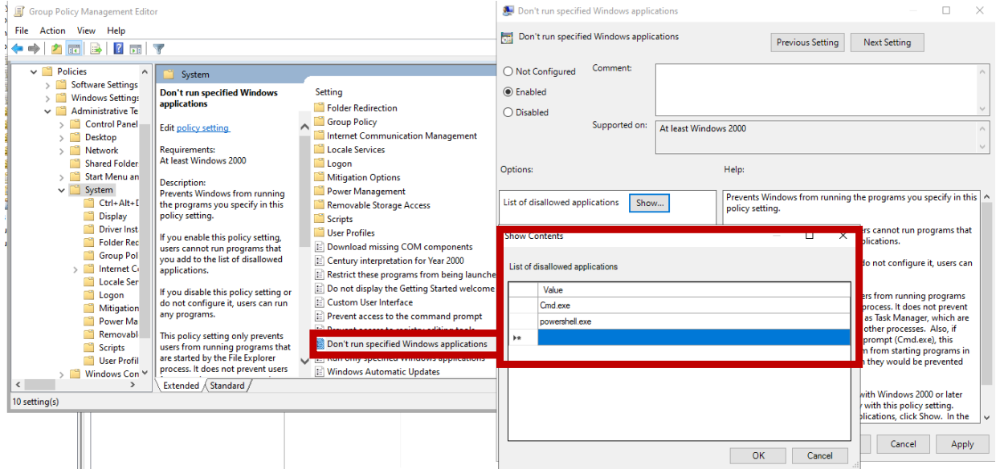 Group Policy Management Editor
File Action View Help
Policies
Software Settings
Windows Settings
Administrative Te
Control Panel
Desktop
Network
Shared Folder
Start Menu an
System
Ctrl+Alt+D
Display
Driver Inst
Folder Rec
Group Pol
Internet C
Locale Ser
Logon
Mitigation
Power Ma
Removabl
Scripts
User Profil
Windows Con
System
Don't run specified Windows
applications
Edit policy setting
Requirements:
At least Windows 2000
Description:
Prevents Windows from running
the programs you specify in this
policy setting.
If you enable this policy setting,
users cannot run programs that
you add to the list of disallowed
applications.
If you disable this policy setting or
do not configure it, users can run
any programs.
This policy setting only prevents
users from running programs that
are started by the File Explorer
process. It does not prevent users
Setting
Folder Redirection
Group Policy
Internet Communication Management
Locale Services
Logon
Mitigation Options
Power Management
Removable Storage Access
Scripts
User Profiles
Download missing COM components
Century interpretation for Year 2000
Restrict these programs from being launche
Do not display the Getting Started welcome
Custom User Interface
Prevent access to the command prompt
Prevent access to registry editing tools
Don't run specified Windows applications
Run only specified Windows applications
Windows Automatic Updates
Extended Standard
10 setting(s)
Don't run specified Windows applications
Don't run specified Windows applications
Previous Setting Next Setting
Not Configured
Enabled
Disabled
Comment:
Supported on:
At least Windows 2000
Options:
Help:
List of disallowed applications Show...
Prevents Windows from running the programs you specify in this
policy setting.
rs cannot run programs that
plications.
do not configure it, users can
ers from running programs
process. It does not prevent
as Task Manager, which are
other processes. Also, if
prompt (Cmd.exe), this
m from starting programs in
n they would be prevented
with Windows 2000 or later
y with this policy setting.
plications, click Show. In the
Cancel Apply
Show Contents
List of disallowed applications
Value
Cmd.exe
powershell.exe
OK Cancel